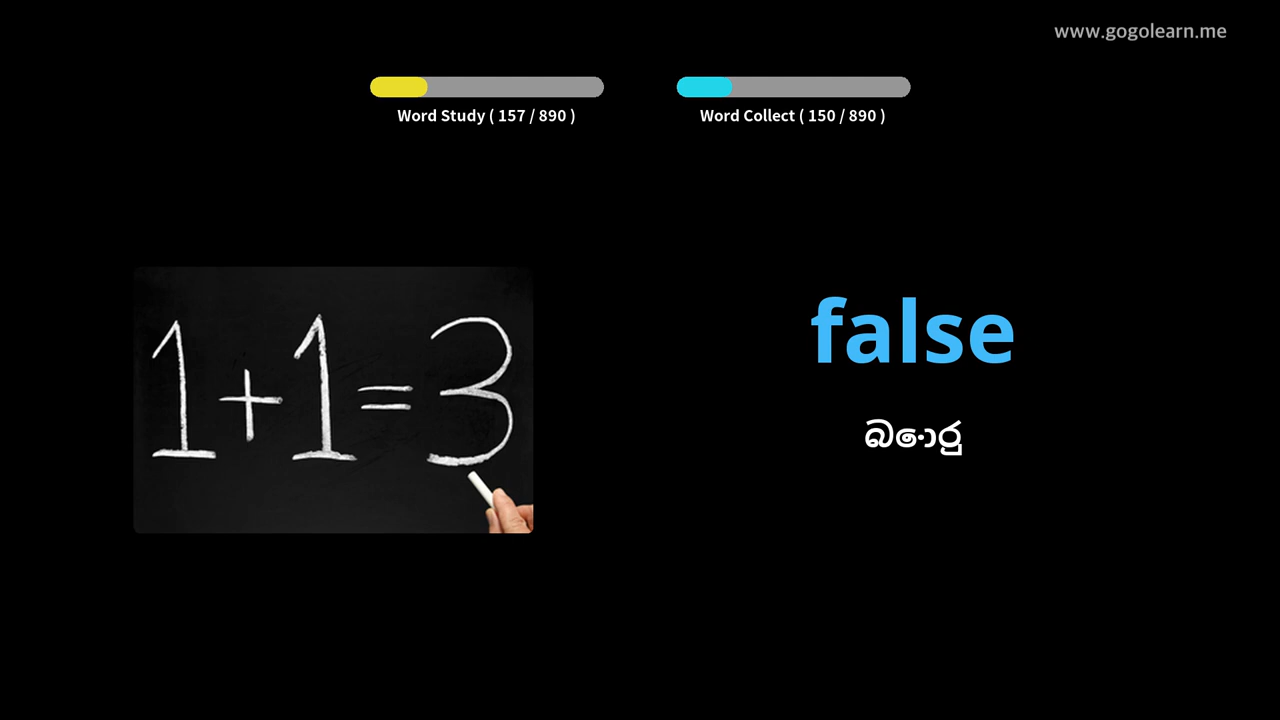 www.gogolearn.me
Word Study ( 157 / 890 )
Word Collect ( 150 / 890 )
1+1=3
false
බොරු